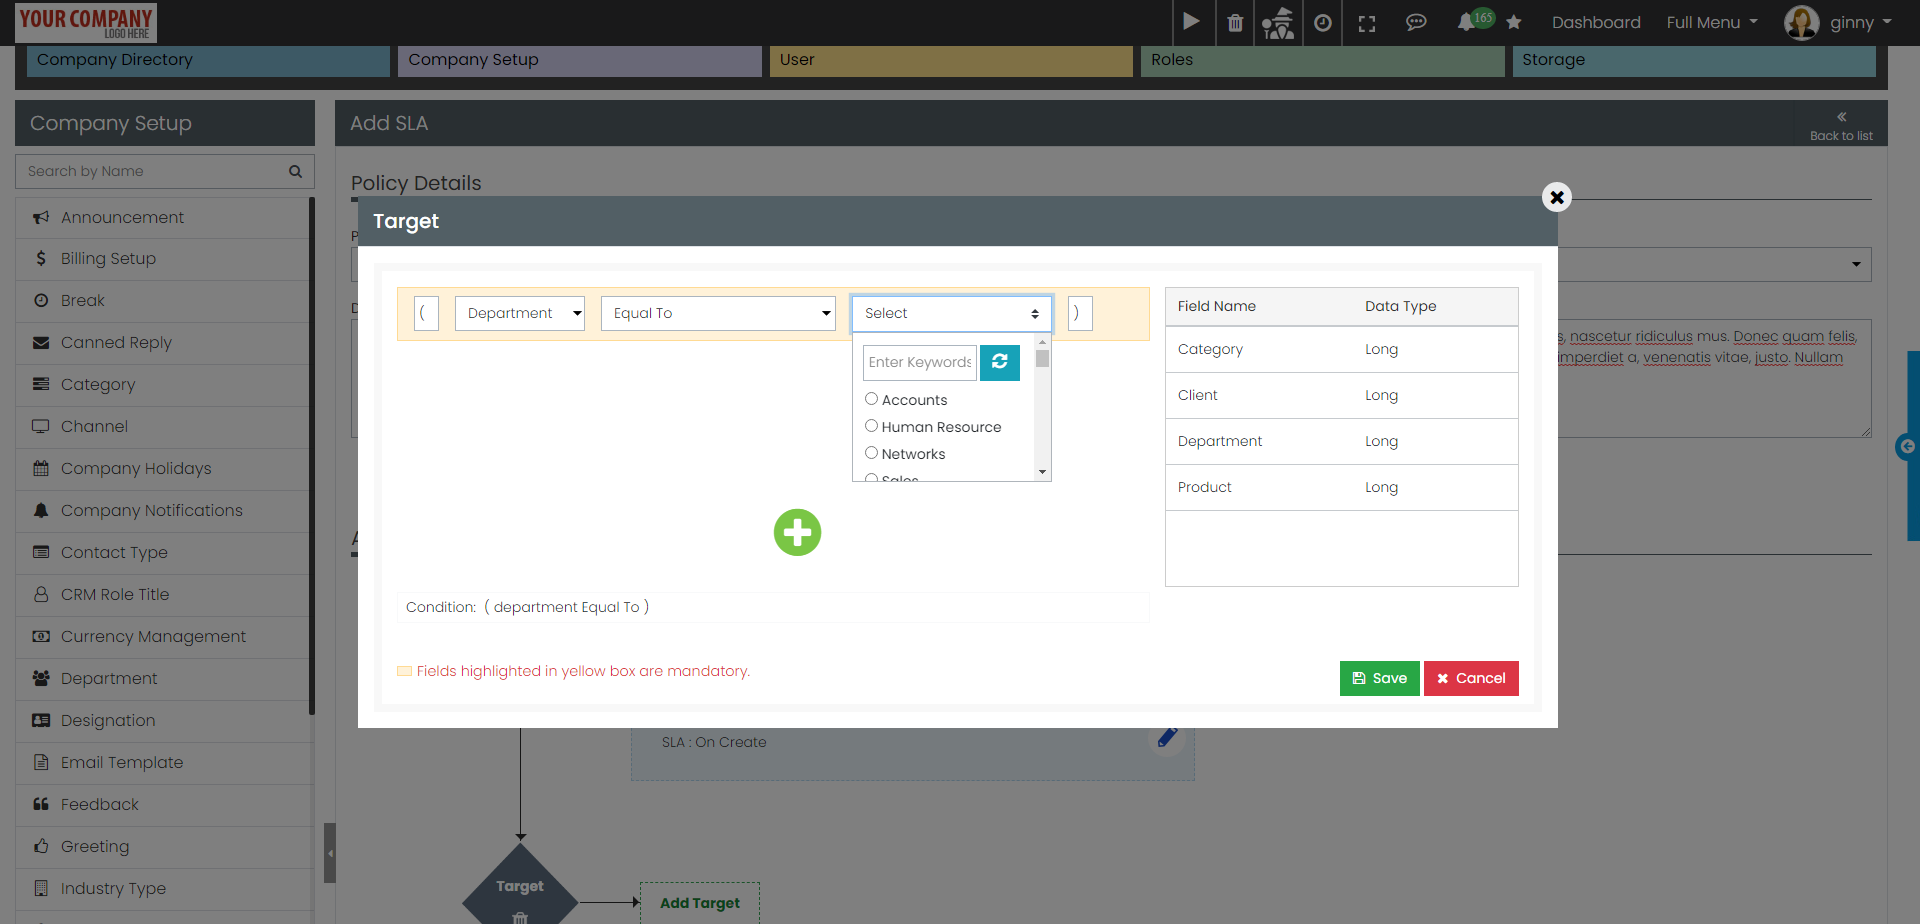 YOUR COMPANY
LOGO HERE
165
Dashboard
Full Menu
ginny
Company Directory
Company Setup
User
Roles
Storage
Company Setup
Search by Name
Announcement
Billing Setup
Break
Canned Reply
Category
Channel
Company Holidays
Company Notifications
Contact Type
CRM Role Title
Currency Management
Department
Designation
Email Template
Feedback
Greeting
Industry Type
Add SLA
Back to list
Policy Details
Target
(
Department
Equal To
Select
)
Enter Keywords
Accounts
Human Resource
Networks
Sales
Condition: ( department Equal To )
Field Name Data Type
Category Long
Client Long
Department Long
Product Long
Fields highlighted in yellow box are mandatory.
Save
Cancel
s, nascetur ridiculus mus. Donec quam felis,
imperdiet a, venenatis vitae, justo. Nullam
SLA : On Create
Target
Add Target